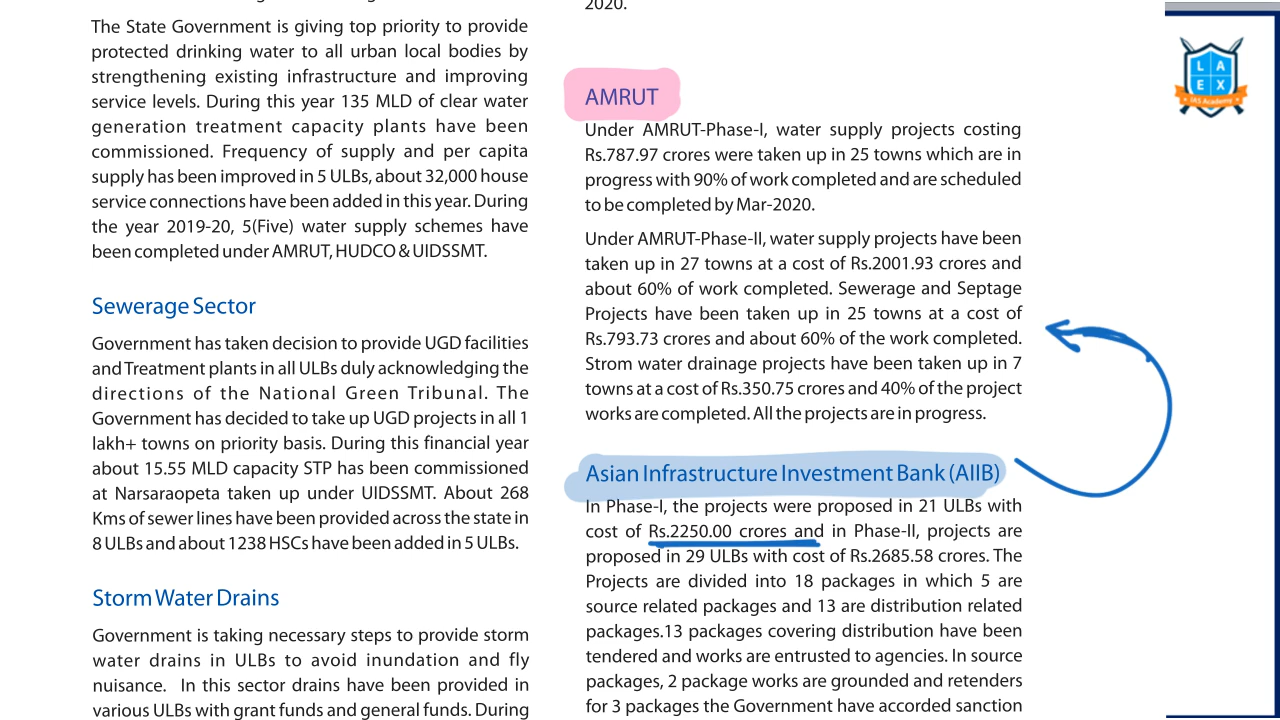 The State Government is giving top priority to provide
protected drinking water to all urban local bodies by
strengthening existing infrastructure and improving
service levels. During this year 135 MLD of clear water
generation treatment capacity plants have been
commissioned. Frequency of supply and per capita
supply has been improved in 5 ULBs, about 32,000 house
service connections have been added in this year. During
the year 2019-20, 5(Five) water supply schemes have
been completed under AMRUT, HUDCO & UIDSSMT.
Sewerage Sector
Government has taken decision to provide UGD facilities
and Treatment plants in all ULBs duly acknowledging the
directions of the National Green Tribunal. The
Government has decided to take up UGD projects in all 1
lakh+ towns on priority basis. During this financial year
about 15.55 MLD capacity STP has been commissioned
at Narsaraopeta taken up under UIDSSMT. About 268
Kms of sewer lines have been provided across the state in
8 ULBs and about 1238 HSCs have been added in 5 ULBs.
Storm Water Drains
Government is taking necessary steps to provide storm
water drains in ULBs to avoid inundation and fly
nuisance. In this sector drains have been provided in
various ULBs with grant funds and general funds. During
2020.
AMRUT
Under AMRUT-Phase-I, water supply projects costing
Rs.787.97 crores were taken up in 25 towns which are in
progress with 90% of work completed and are scheduled
to be completed by Mar-2020.
Under AMRUT-Phase-II, water supply projects have been
taken up in 27 towns at a cost of Rs.2001.93 crores and
about 60% of work completed. Sewerage and Septage
Projects have been taken up in 25 towns at a cost of
Rs.793.73 crores and about 60% of the work completed.
Strom water drainage projects have been taken up in 7
towns at a cost of Rs.350.75 crores and 40% of the project
works are completed. All the projects are in progress.
Asian Infrastructure Investment Bank (AIIB)
In Phase-I, the projects were proposed in 21 ULBs with
cost of Rs.2250.00 crores and in Phase-II, projects are
proposed in 29 ULBs with cost of Rs.2685.58 crores. The
Projects are divided into 18 packages in which 5 are
source related packages and 13 are distribution related
packages.13 packages covering distribution have been
tendered and works are entrusted to agencies. In source
packages, 2 package works are grounded and retenders
for 3 packages the Government have accorded sanction
L A
E X
IAS Academy